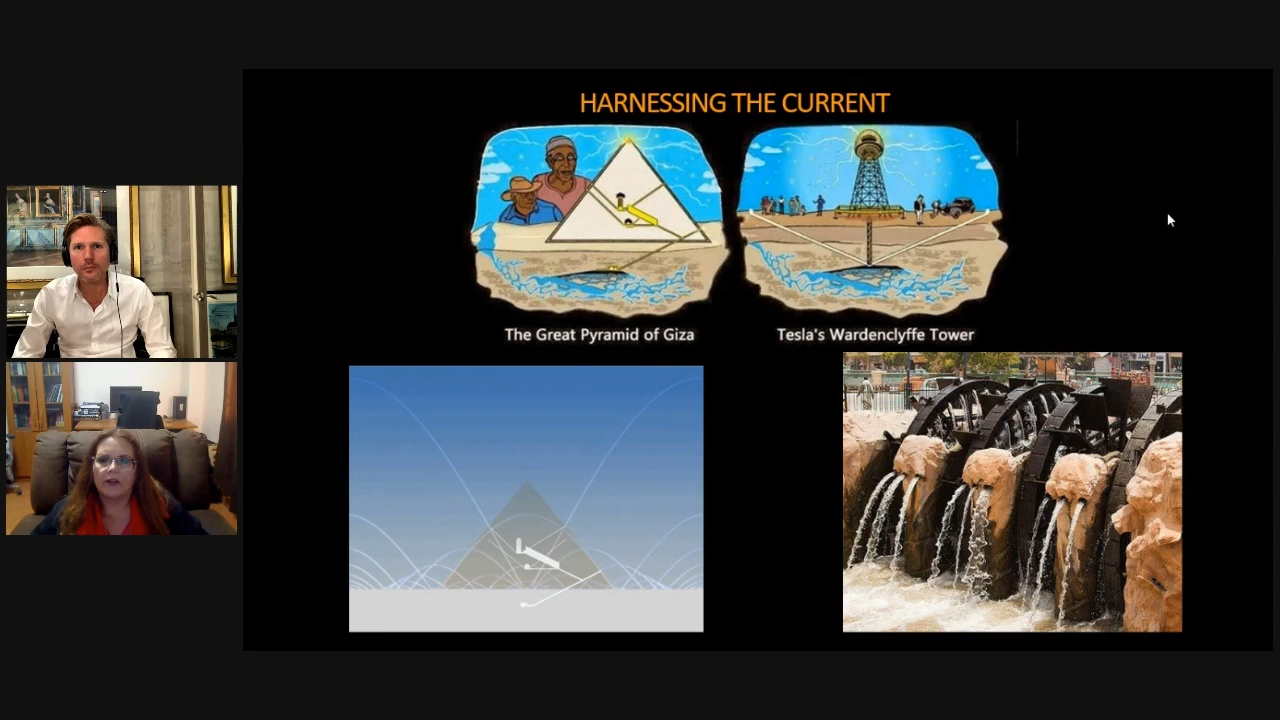 HARNESSING THE CURRENT
The Great Pyramid of Giza
Tesla's Wardenclyffe Tower